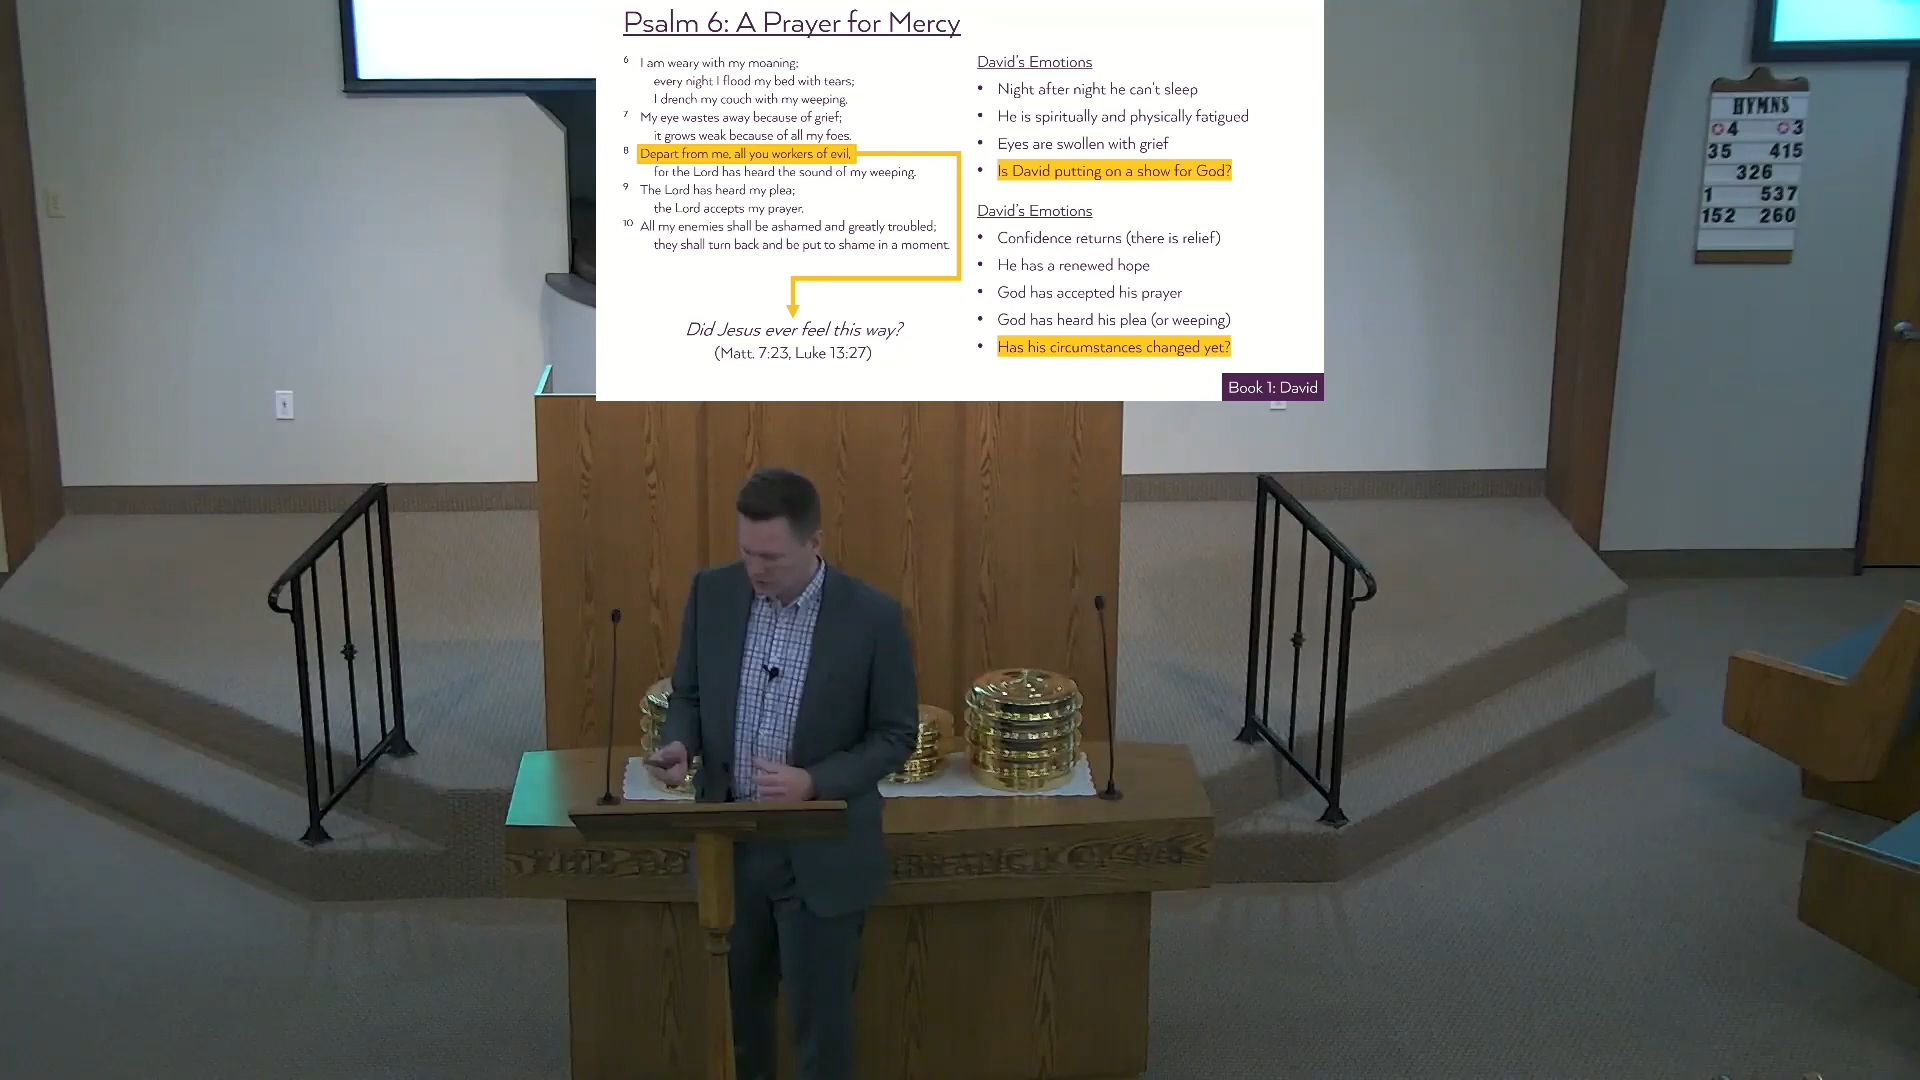 Psalm 6: A Prayer for Mercy
6 I am weary with my moaning;
every night I flood my bed with tears;
I drench my couch with my weeping.
7 My eye wastes away because of grief;
it grows weak because of all my foes.
8 Depart from me, all you workers of evil,
for the Lord has heard the sound of my weeping.
9 The Lord has heard my plea;
the Lord accepts my prayer.
10 All my enemies shall be ashamed and greatly troubled;
they shall turn back and be put to shame in a moment.
Did Jesus ever feel this way?
(Matt. 7:23, Luke 13:27)
David's Emotions
• Night after night he can't sleep
• He is spiritually and physically fatigued
• Eyes are swollen with grief
• Is David putting on a show for God?
David's Emotions
• Confidence returns (there is relief)
• He has a renewed hope
• God has accepted his prayer
• God has heard his plea (or weeping)
• Has his circumstances changed yet?
Book 1: David
HYMNS
4 3
35 415
326
1 537
152 260
OF ME